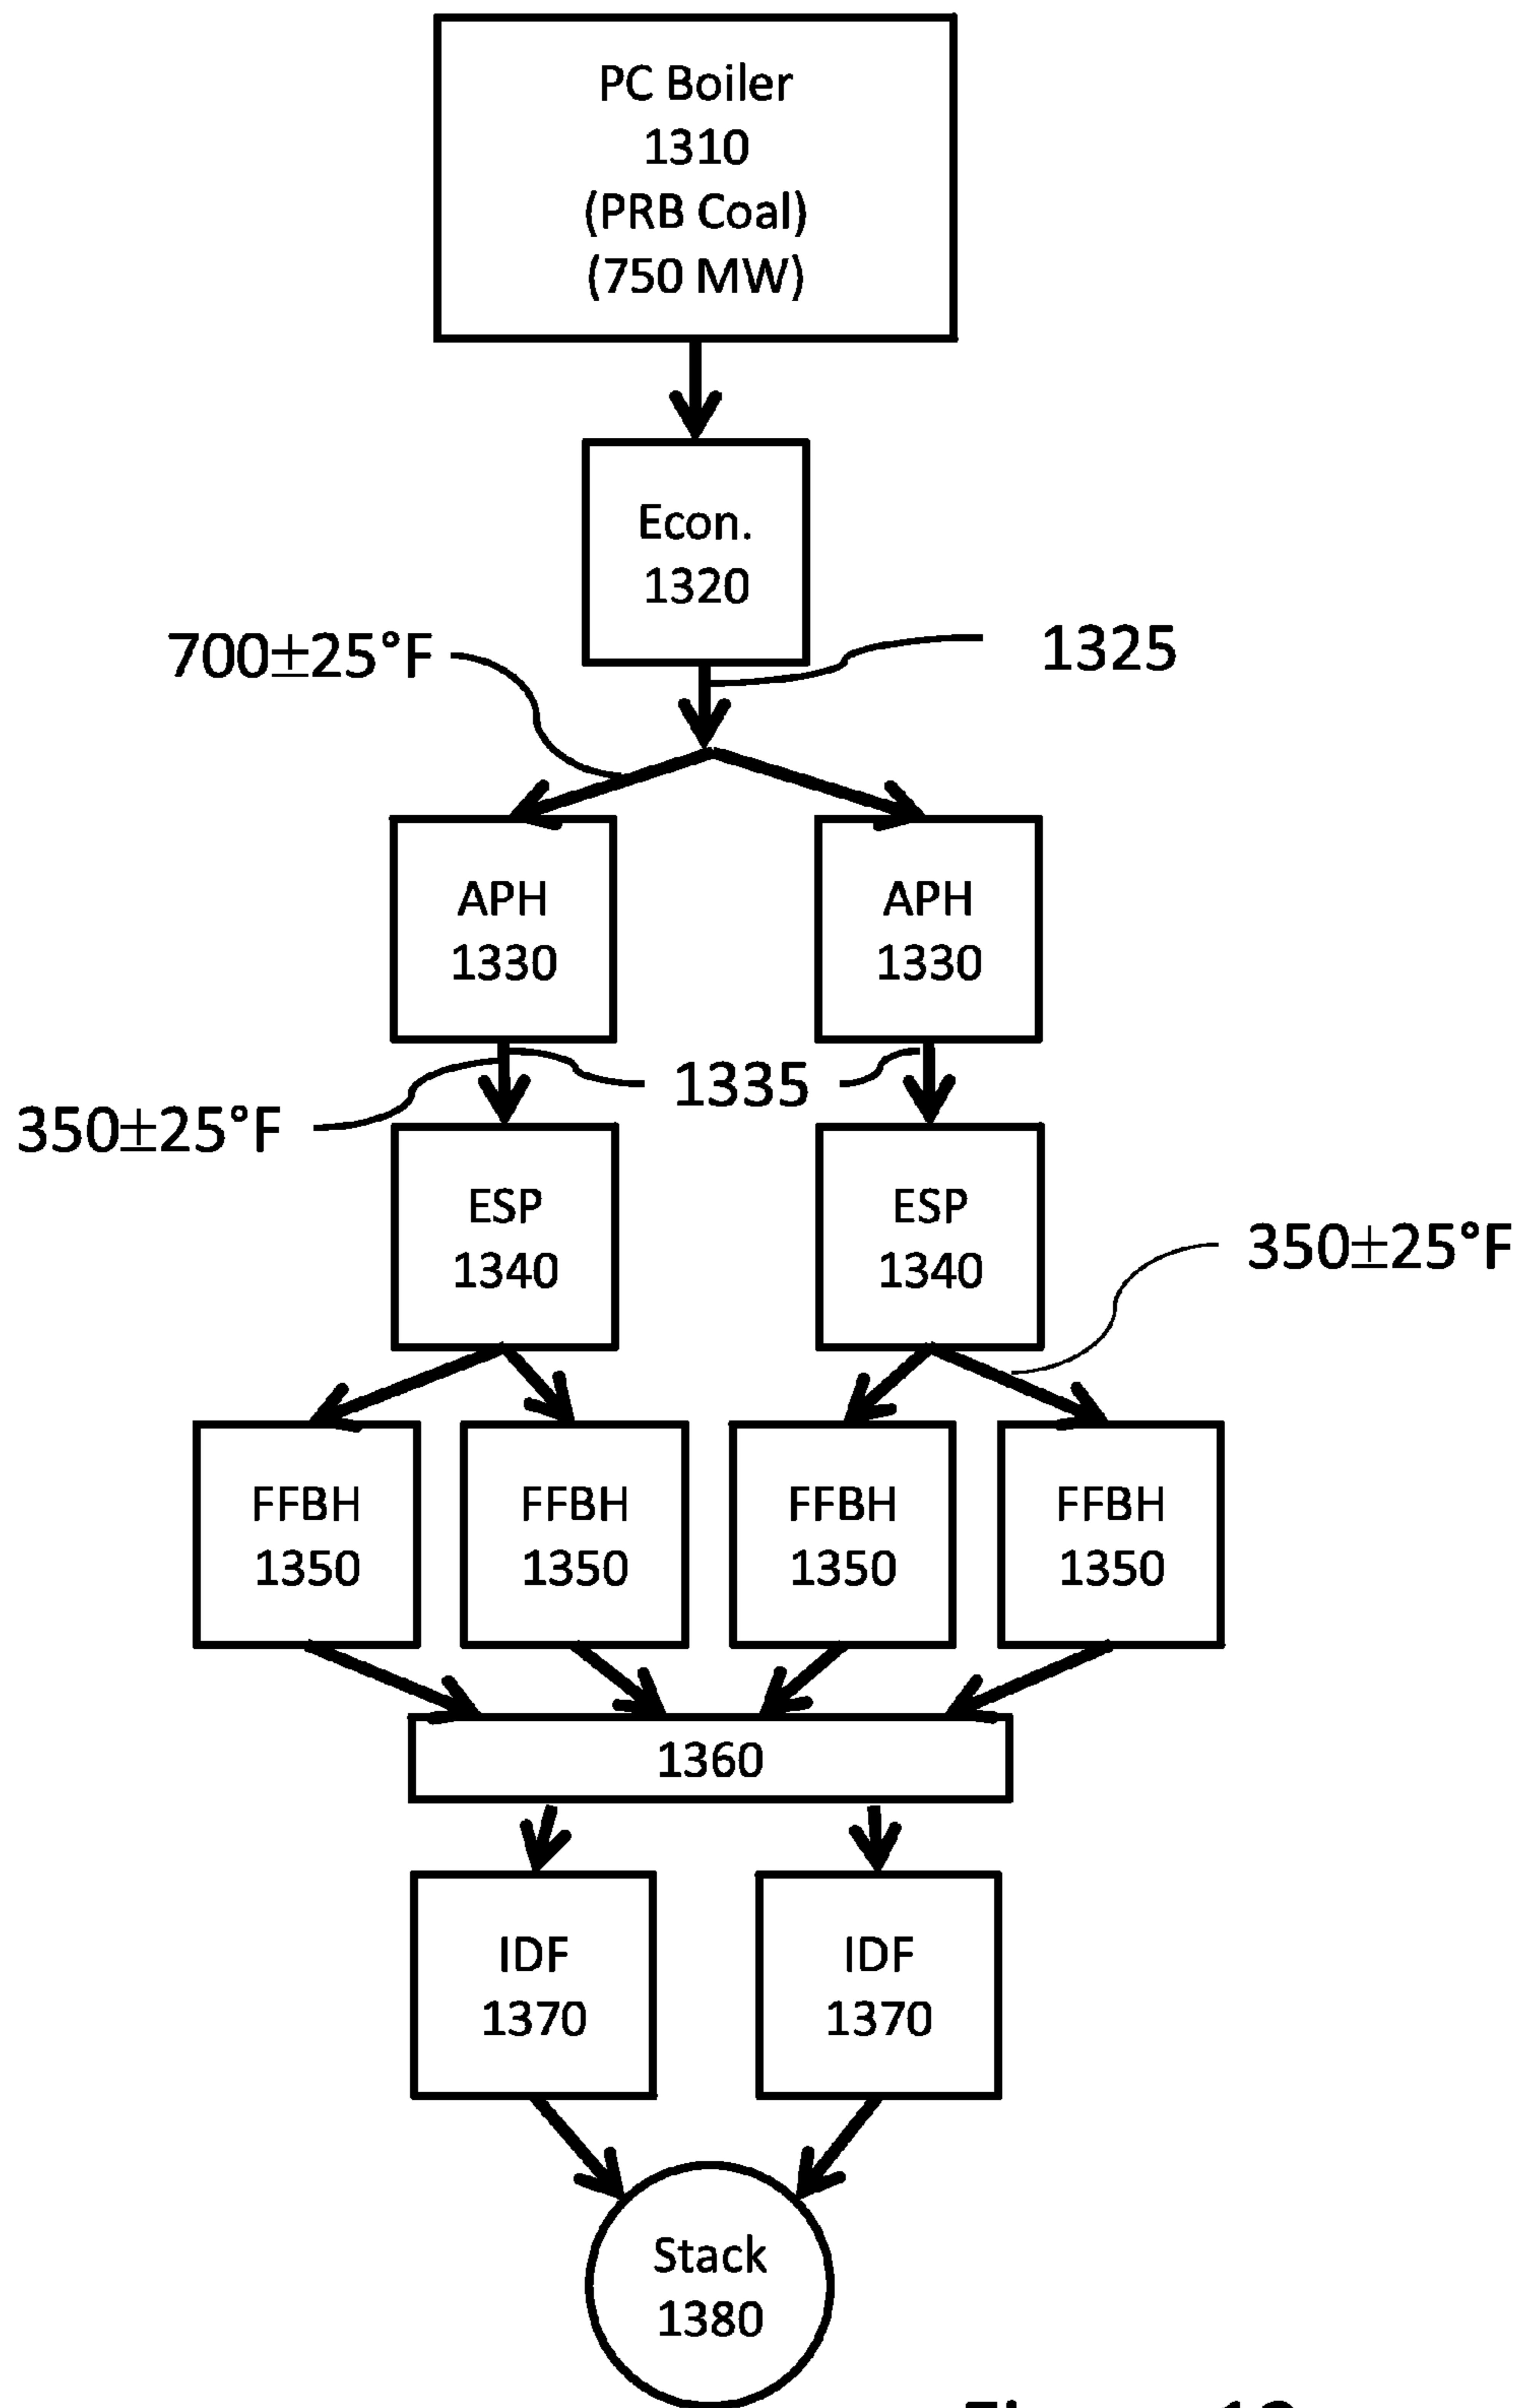 PC Boiler
1310
(PRB Coal)
(750 MW)
Econ.
1320
700±25°F
1325
APH
1330
APH
1330
350±25°F
1335
ESP
1340
ESP
1340
350±25°F
FFBH
1350
FFBH
1350
FFBH
1350
FFBH
1350
1360
IDF
1370
IDF
1370
Stack
1380